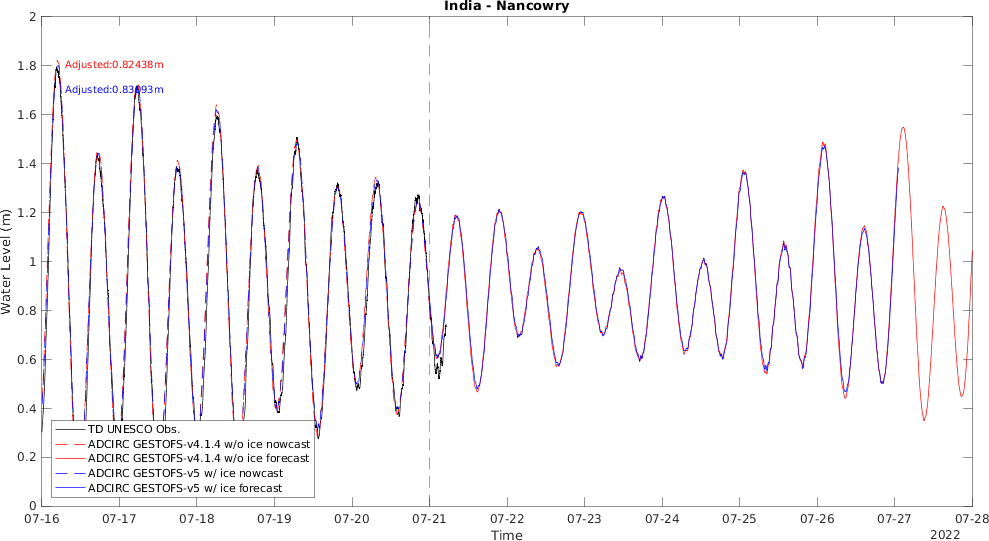 India - Nancowry
2
1.8
1.6
1.4
1.2
1
0.8
0.6
0.4
0.2
0
Water Level (m)
Adjusted:0.82438m
Adjusted:0.83093m
TD UNESCO Obs.
ADCIRC GESTOFS-v4.1.4 w/o ice nowcast
ADCIRC GESTOFS-v4.1.4 w/o ice forecast
ADCIRC GESTOFS-v5 w/ ice nowcast
ADCIRC GESTOFS-v5 w/ ice forecast
07-16 07-17 07-18 07-19 07-20 07-21 07-22 07-23 07-24 07-25 07-26 07-27 07-28
Time
2022